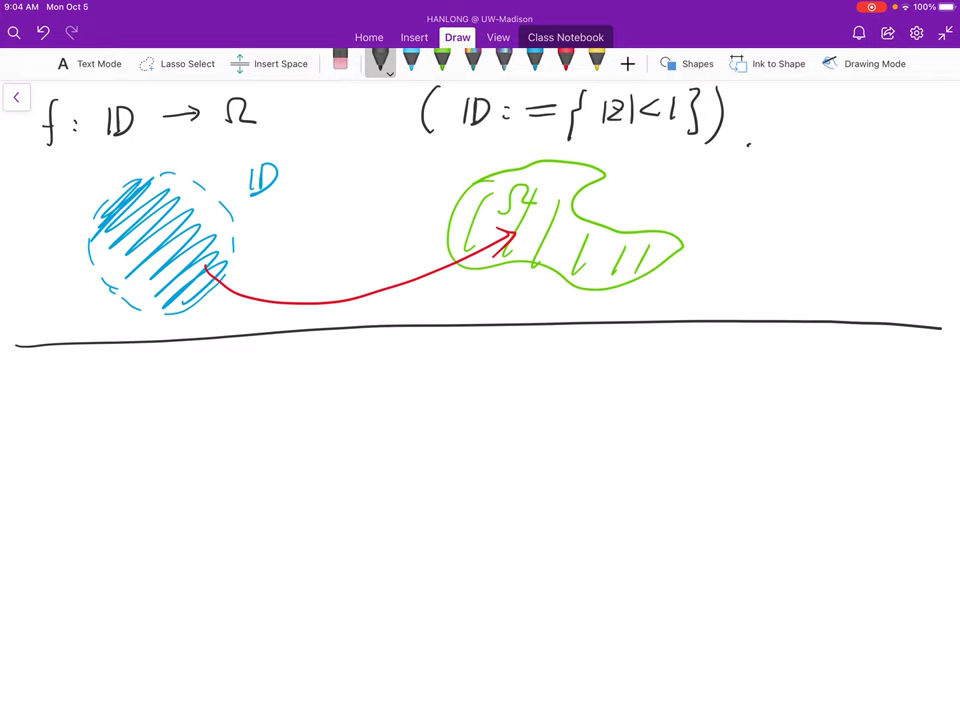 9:04 AM Mon Oct 5
100%
HANLONG @ UW-Madison
Home Insert Draw View Class Notebook
A Text Mode Lasso Select Insert Space Shapes Ink to Shape Drawing Mode
f : 𝔻 → Ω ( 𝔻 := { |z| < 1 } ) .
𝔻
Ω